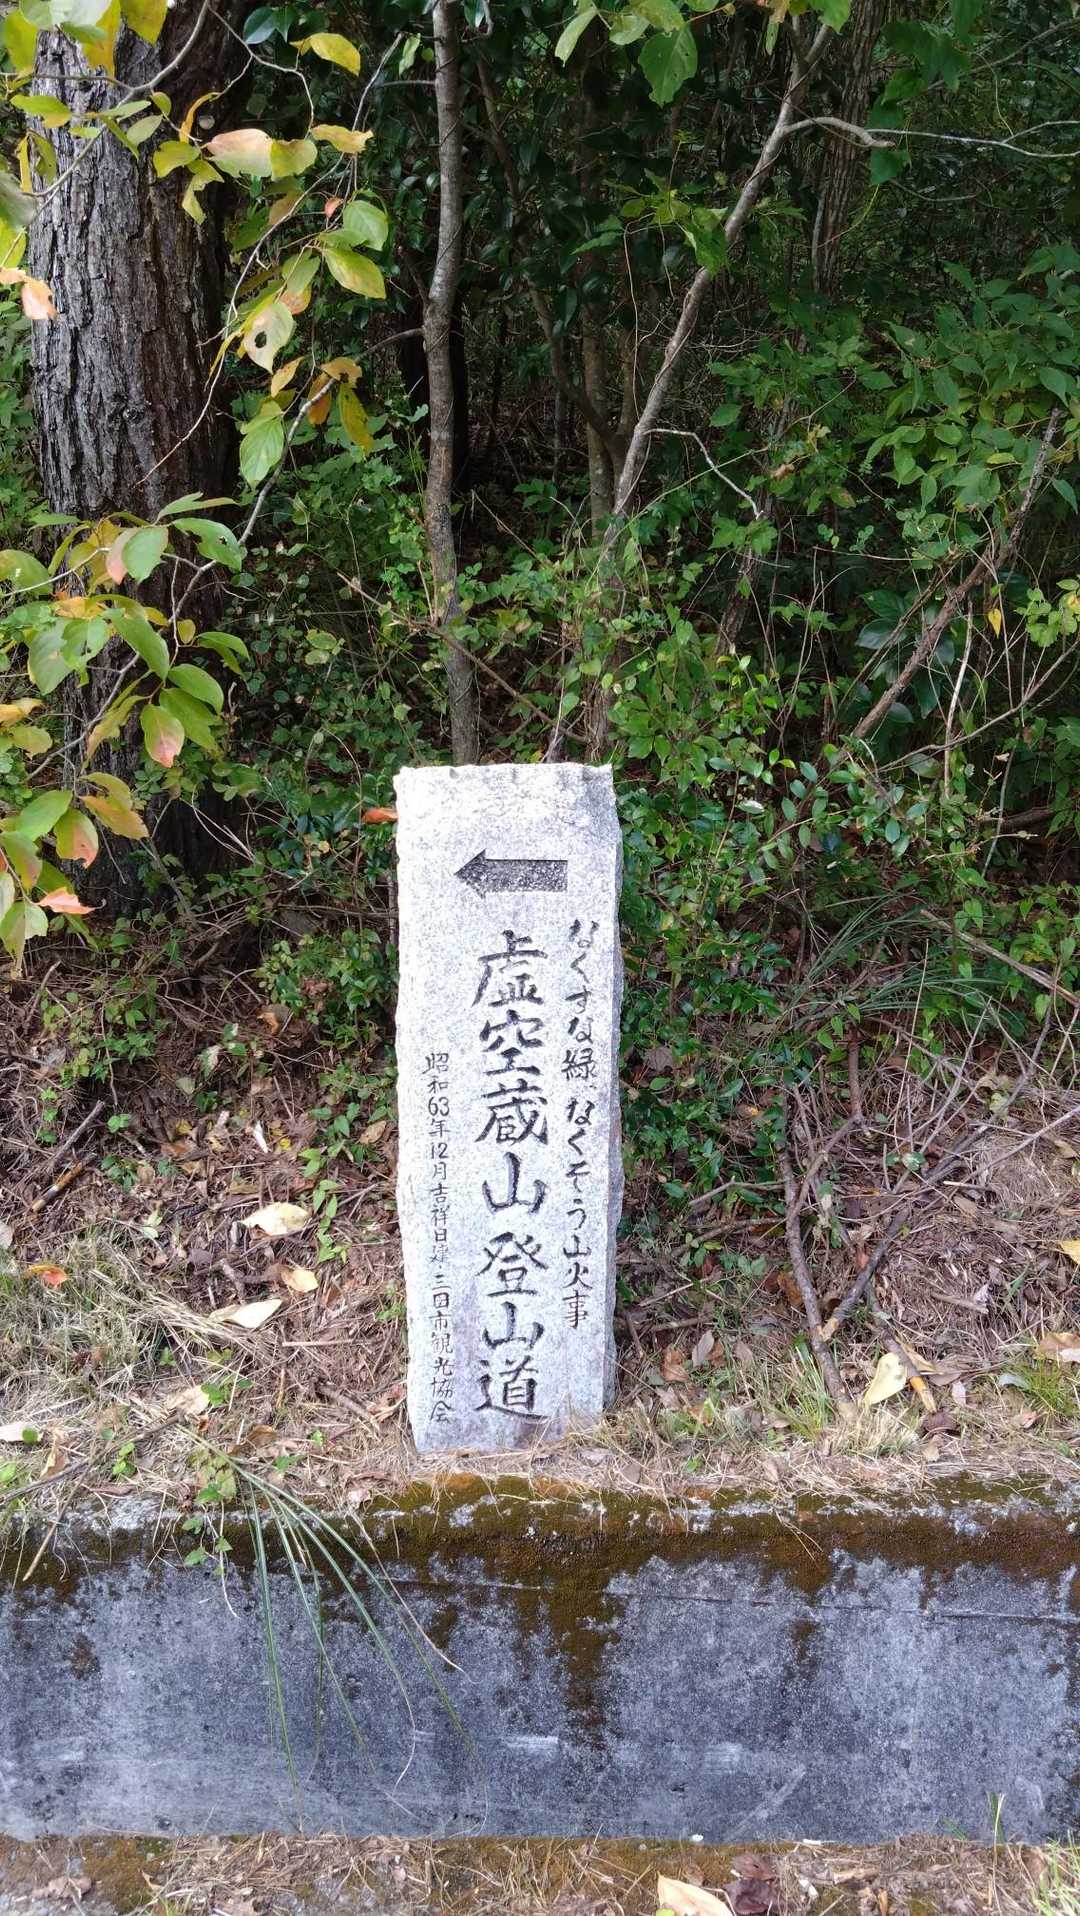 なくすな緑、なくそう山火事
虚空蔵山登山道
昭和63年12月吉祥日建 三田市観光協会